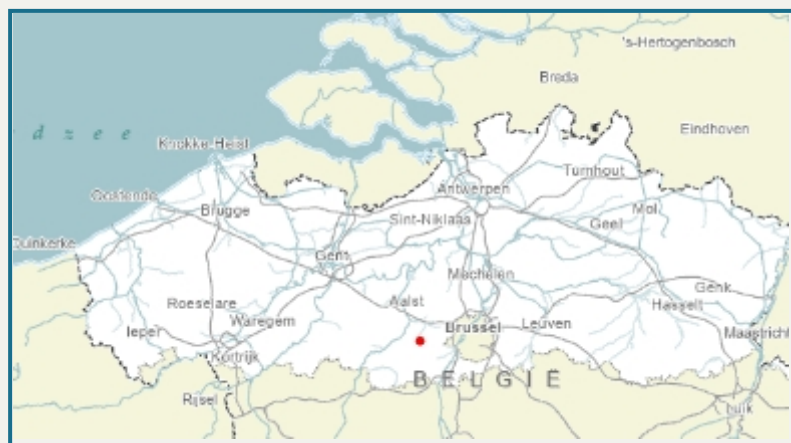 's-Hertogenbosch
Breda
d z e e
Eindhoven
Knokke-Heist
Turnhout
Antwerpen
Oostende
Brugge
Mol
Sint-Niklaas
Geel
Duinkerke
Gent
Mechelen
Genk
Roeselare
Aalst
Hasselt
Waregem
Brussel
Leuven
Ieper
Maastricht
Kortrijk
BELGIË
Rijsel
Luik